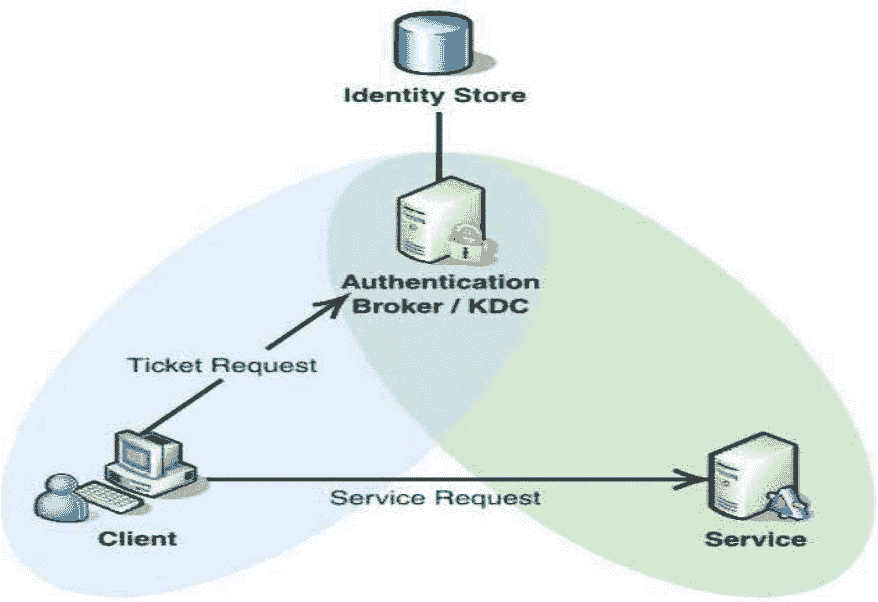 Identity Store
Authentication
Broker / KDC
Ticket Request
Service Request
Client
Service